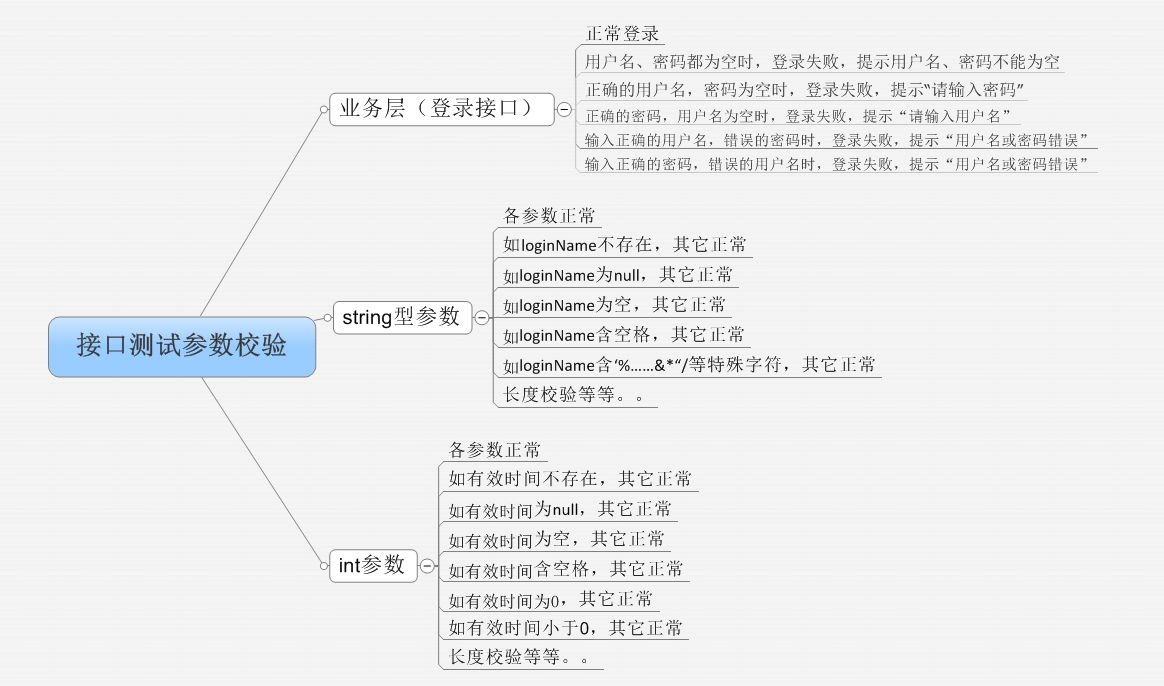 正常登录
用户名、密码都为空时，登录失败，提示用户名、密码不能为空
正确的用户名，密码为空时，登录失败，提示“请输入密码”
业务层（登录接口）
正确的密码，用户名为空时，登录失败，提示“请输入用户名”
输入正确的用户名，错误的密码时，登录失败，提示“用户名或密码错误”
输入正确的密码，错误的用户名时，登录失败，提示“用户名或密码错误”
各参数正常
如loginName不存在，其它正常
如loginName为null，其它正常
如loginName为空，其它正常
string型参数
如loginName含空格，其它正常
如loginName含‘%……&*“/等特殊字符，其它正常
长度校验等等。。
接口测试参数校验
各参数正常
如有效时间不存在，其它正常
如有效时间为null，其它正常
如有效时间为空，其它正常
int参数
如有效时间含空格，其它正常
如有效时间为0，其它正常
如有效时间小于0，其它正常
长度校验等等。。